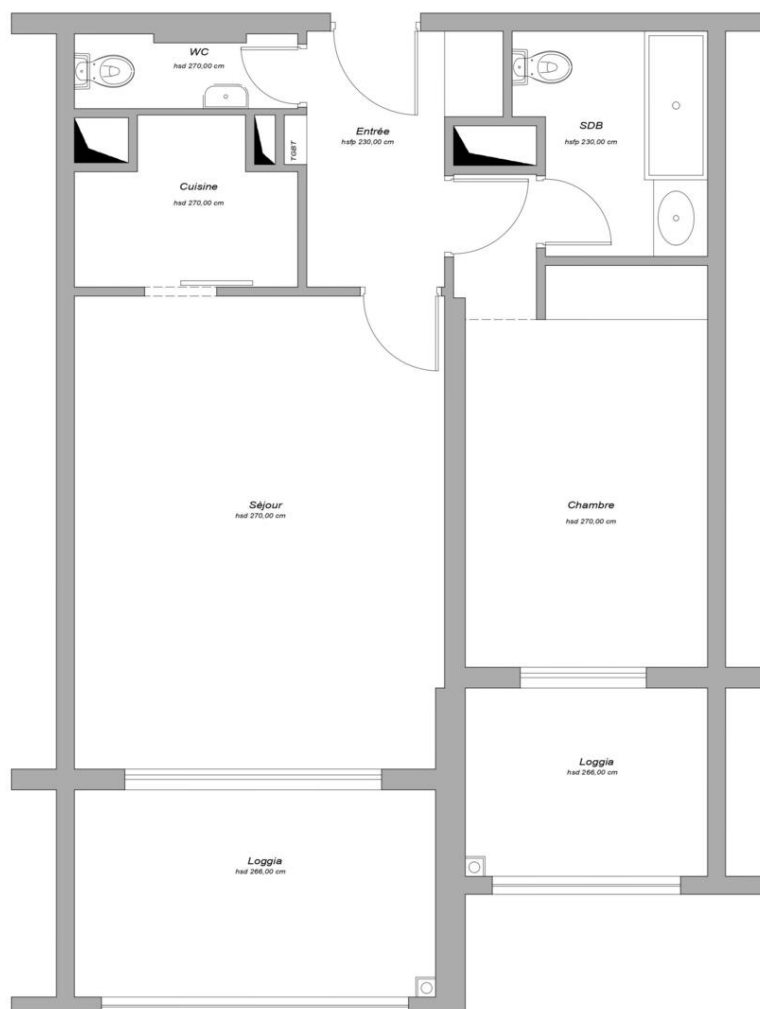 WC
hsd 270,00 cm
Entrée
hsfp 230,00 cm
SDB
hsfp 230,00 cm
TGBT
Cuisine
hsd 270,00 cm
Séjour
hsd 270,00 cm
Chambre
hsd 270,00 cm
Loggia
hsd 266,00 cm
Loggia
hsd 266,00 cm